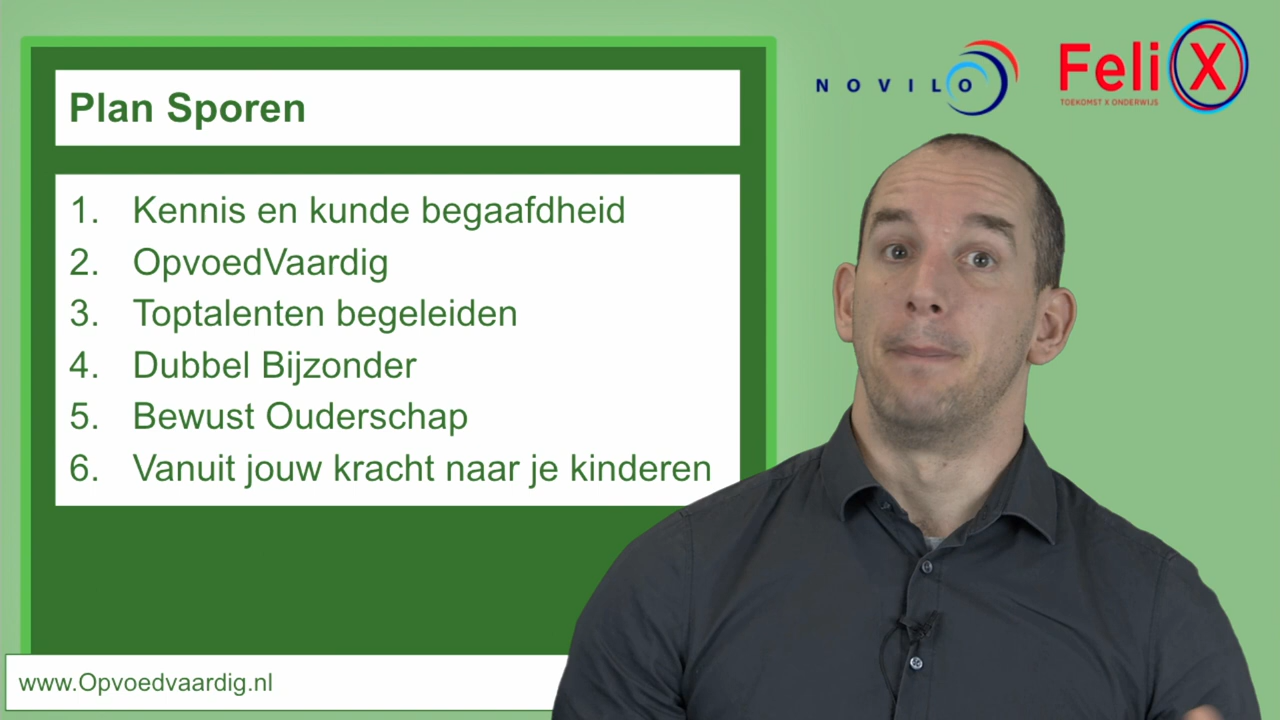 Plan Sporen
1. Kennis en kunde begaafdheid
2. OpvoedVaardig
3. Toptalenten begeleiden
4. Dubbel Bijzonder
5. Bewust Ouderschap
6. Vanuit jouw kracht naar je kinderen
www.Opvoedvaardig.nl
NOVILO
FeliX
TOEKOMST X ONDERWIJS